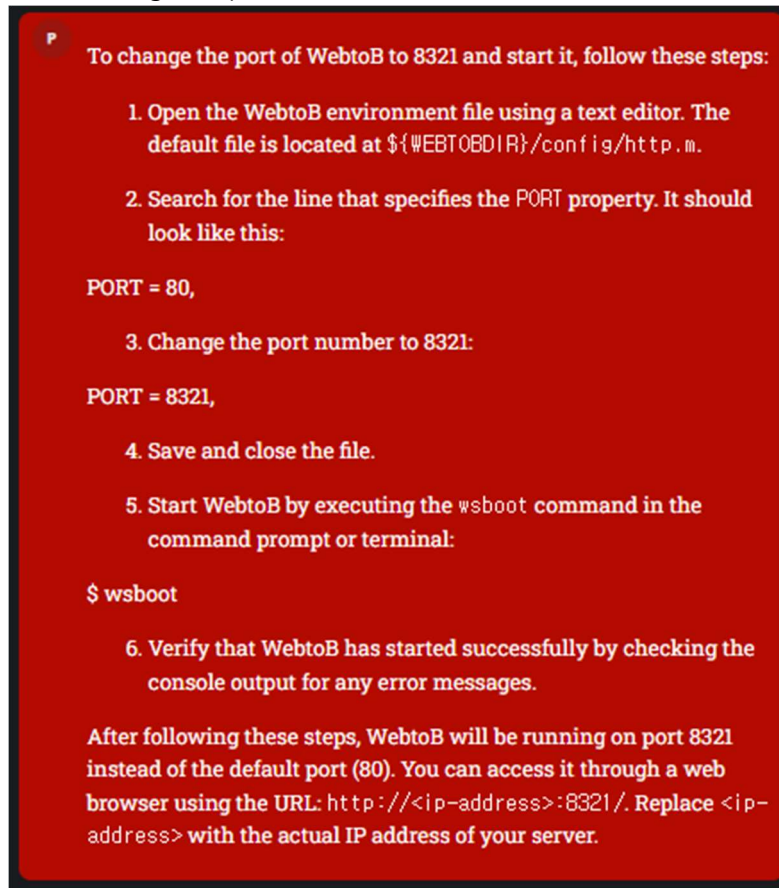 P
To change the port of WebtoB to 8321 and start it, follow these steps:
1. Open the WebtoB environment file using a text editor. The
default file is located at ${WEBTOBDIR}/config/http.m.
2. Search for the line that specifies the PORT property. It should
look like this:
PORT = 80,
3. Change the port number to 8321:
PORT = 8321,
4. Save and close the file.
5. Start WebtoB by executing the wsboot command in the
command prompt or terminal:
$ wsboot
6. Verify that WebtoB has started successfully by checking the
console output for any error messages.
After following these steps, WebtoB will be running on port 8321
instead of the default port (80). You can access it through a web
browser using the URL: http://<ip-address>:8321/. Replace <ip-
address> with the actual IP address of your server.